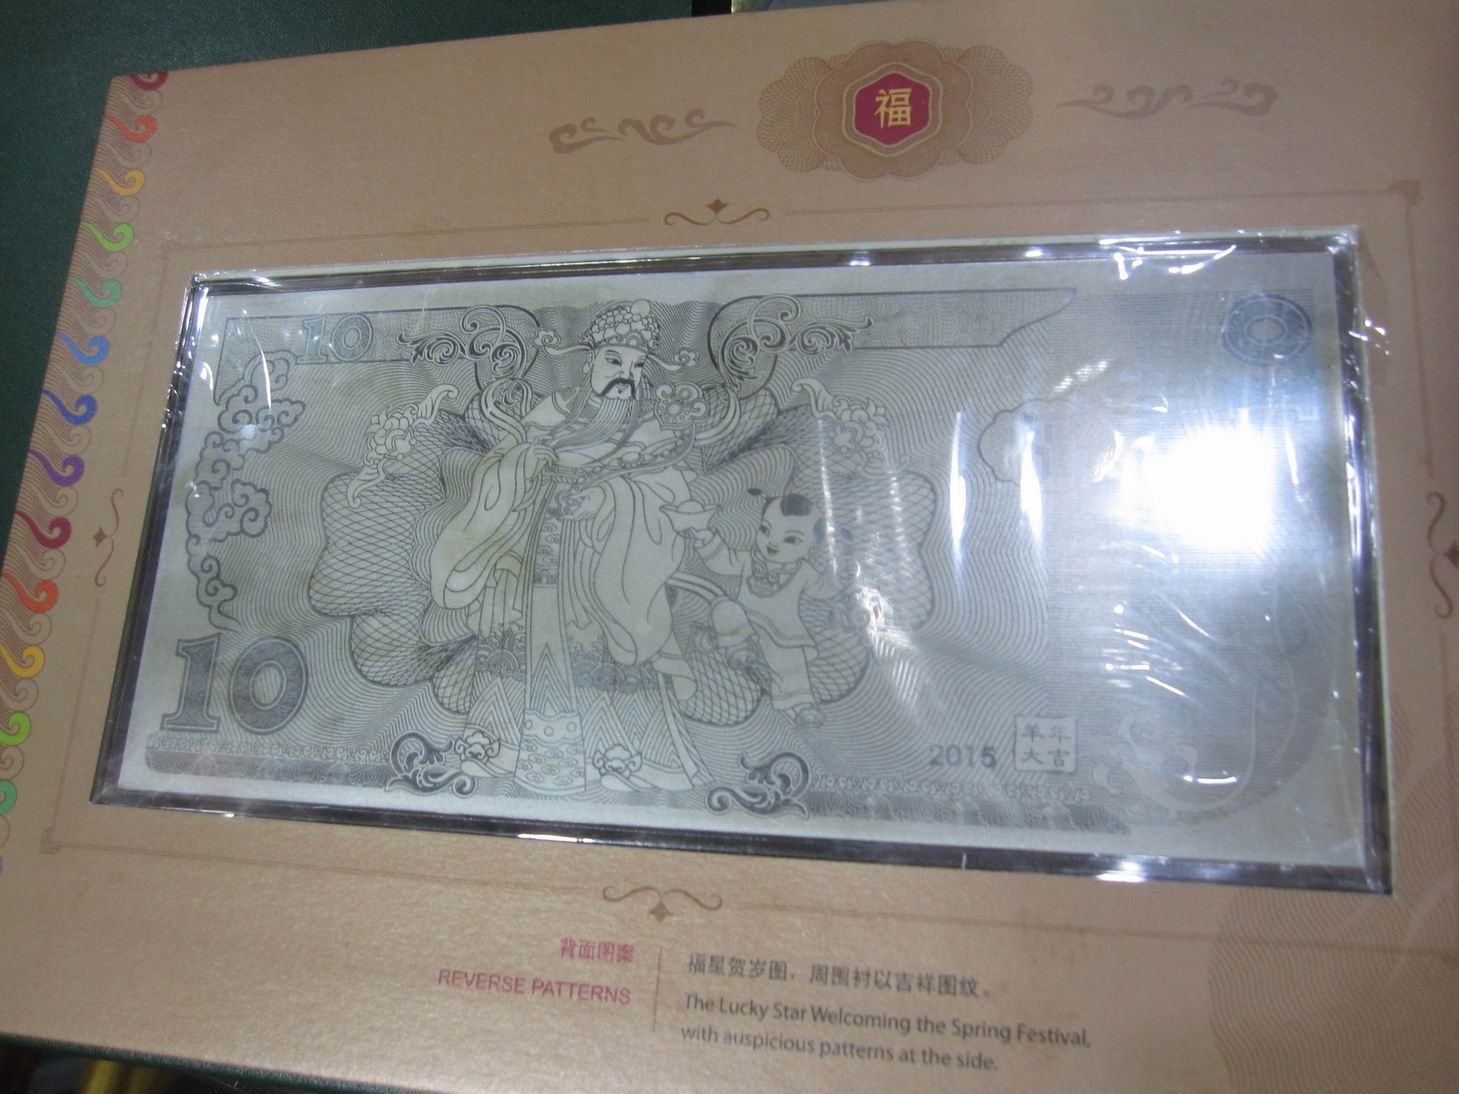 福
10
10
2015
羊年
大吉
背面图案
REVERSE PATTERNS
福星贺岁图，周围衬以吉祥图纹。
The Lucky Star Welcoming the Spring Festival,
with auspicious patterns at the side.